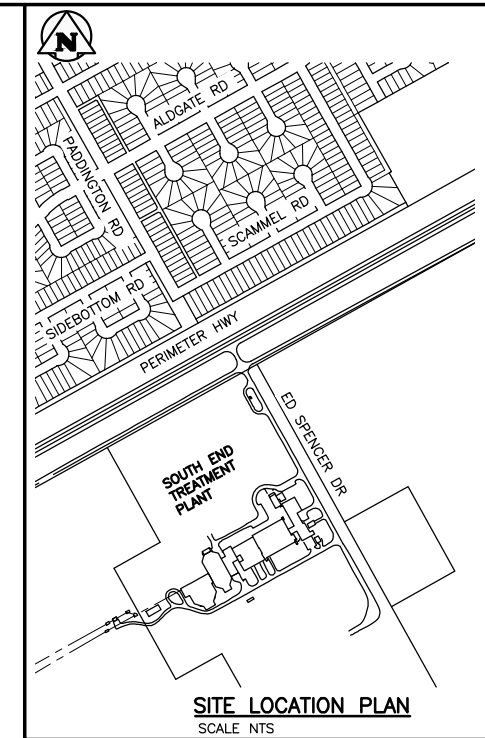 N
ALDGATE RD
PADDINGTON RD
SCAMMEL RD
SIDEBOTTOM RD
PERIMETER HWY
ED SPENCER DR
SOUTH END
TREATMENT
PLANT
SITE LOCATION PLAN
SCALE NTS